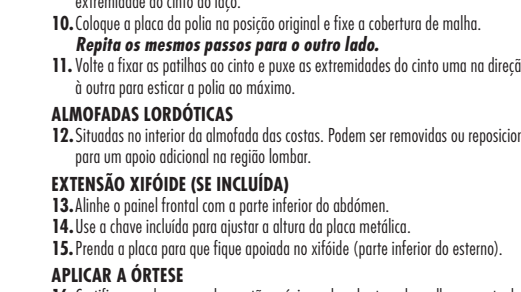 extremidade do cinto ao laço.
10. Coloque a placa da polia na posição original e fixe a cobertura de malha.
Repita os mesmos passos para o outro lado.
11. Volte a fixar as patilhas ao cinto e puxe as extremidades do cinto uma na direçã
à outra para esticar a polia ao máximo.
ALMOFADAS LORDÓTICAS
12. Situadas no interior da almofada das costas. Podem ser removidas ou reposicion
para um apoio adicional na região lombar.
EXTENSÃO XIFÓIDE (SE INCLUÍDA)
13. Alinhe o painel frontal com a parte inferior do abdómen.
14. Use a chave incluída para ajustar a altura da placa metálica.
15. Prenda a placa para que fique apoiada no xifóide (parte inferior do esterno).
APLICAR A ÓRTESE